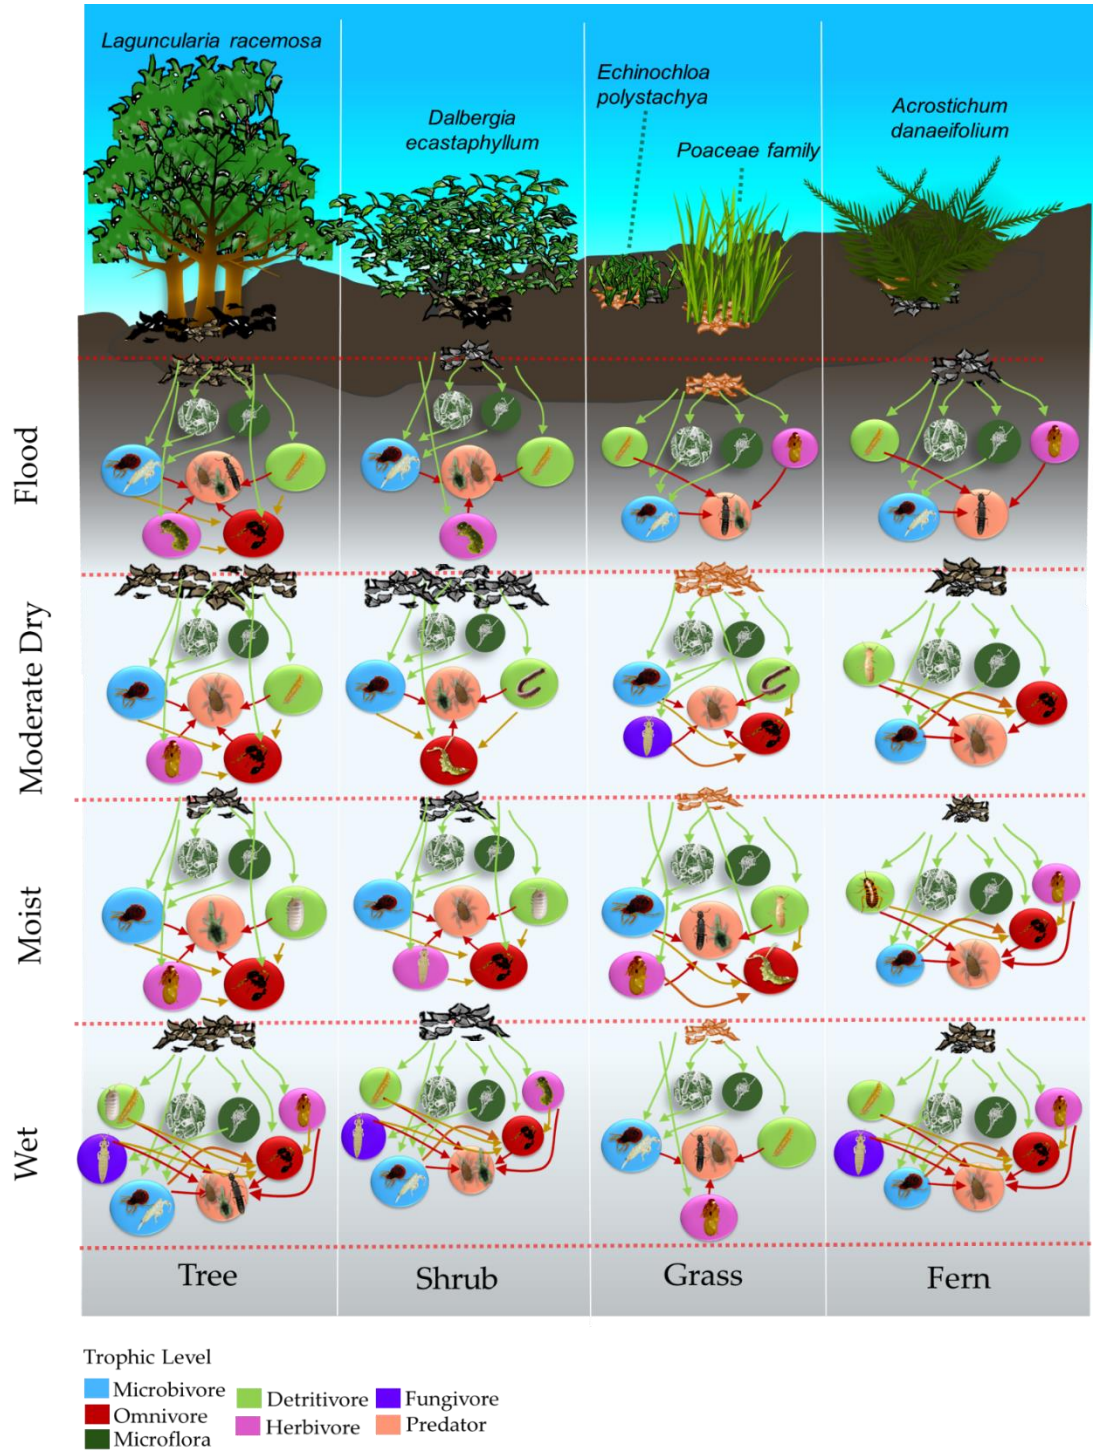 Laguncularia racemosa
Dalbergia
ecastaphyllum
Echinochloa
polystachya
Poaceae family
Acrostichum
danaeifolium
Flood
Moderate Dry
Moist
Wet
Tree
Shrub
Grass
Fern
Trophic Level
Microbivore
Omnivore
Microflora
Detritivore
Herbivore
Fungivore
Predator